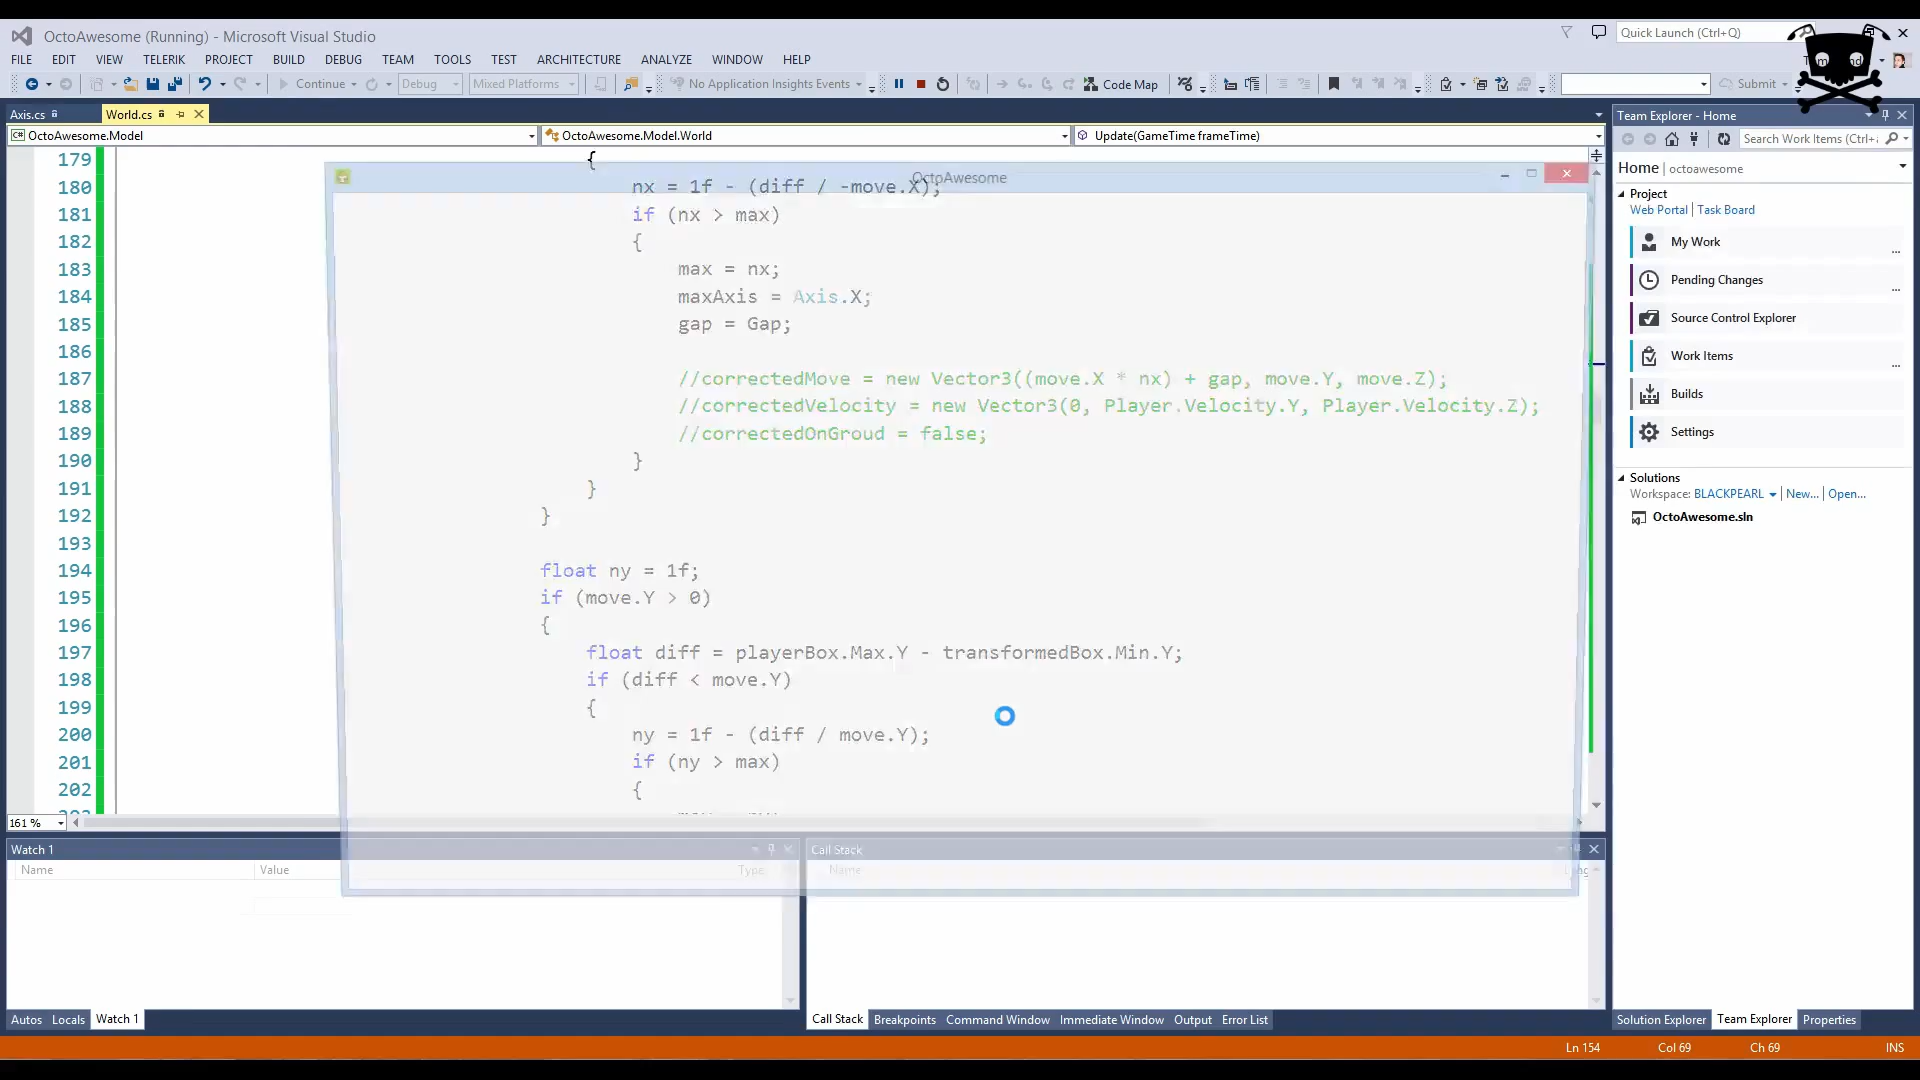 OctoAwesome (Running) - Microsoft Visual Studio
Quick Launch (Ctrl+Q)
FILE EDIT VIEW TELERIK PROJECT BUILD DEBUG TEAM TOOLS TEST ARCHITECTURE ANALYZE WINDOW HELP
Continue Debug Mixed Platforms No Application Insights Events Code Map Submit
Axis.cs World.cs
OctoAwesome.Model OctoAwesome.Model.World Update(GameTime frameTime)
OctoAwesome
179 {
180 nx = 1f - (diff / -move.X);
181 if (nx > max)
182 {
183 max = nx;
184 maxAxis = Axis.X;
185 gap = Gap;
186
187 //correctedMove = new Vector3((move.X * nx) + gap, move.Y, move.Z);
188 //correctedVelocity = new Vector3(0, Player.Velocity.Y, Player.Velocity.Z);
189 //correctedOnGroud = false;
190 }
191 }
192 }
193
194 float ny = 1f;
195 if (move.Y > 0)
196 {
197 float diff = playerBox.Max.Y - transformedBox.Min.Y;
198 if (diff < move.Y)
199 {
200 ny = 1f - (diff / move.Y);
201 if (ny > max)
202 {
161 %
Watch 1
Name Value Type
Call Stack
Name
Autos Locals Watch 1
Call Stack Breakpoints Command Window Immediate Window Output Error List
Team Explorer - Home
Search Work Items (Ctrl+
Home | octoawesome
Project
Web Portal | Task Board
My Work
...
Pending Changes
...
Source Control Explorer
Work Items
...
Builds
Settings
Solutions
Workspace: BLACKPEARL | New... | Open...
OctoAwesome.sln
Solution Explorer Team Explorer Properties
Ln 154 Col 69 Ch 69 INS